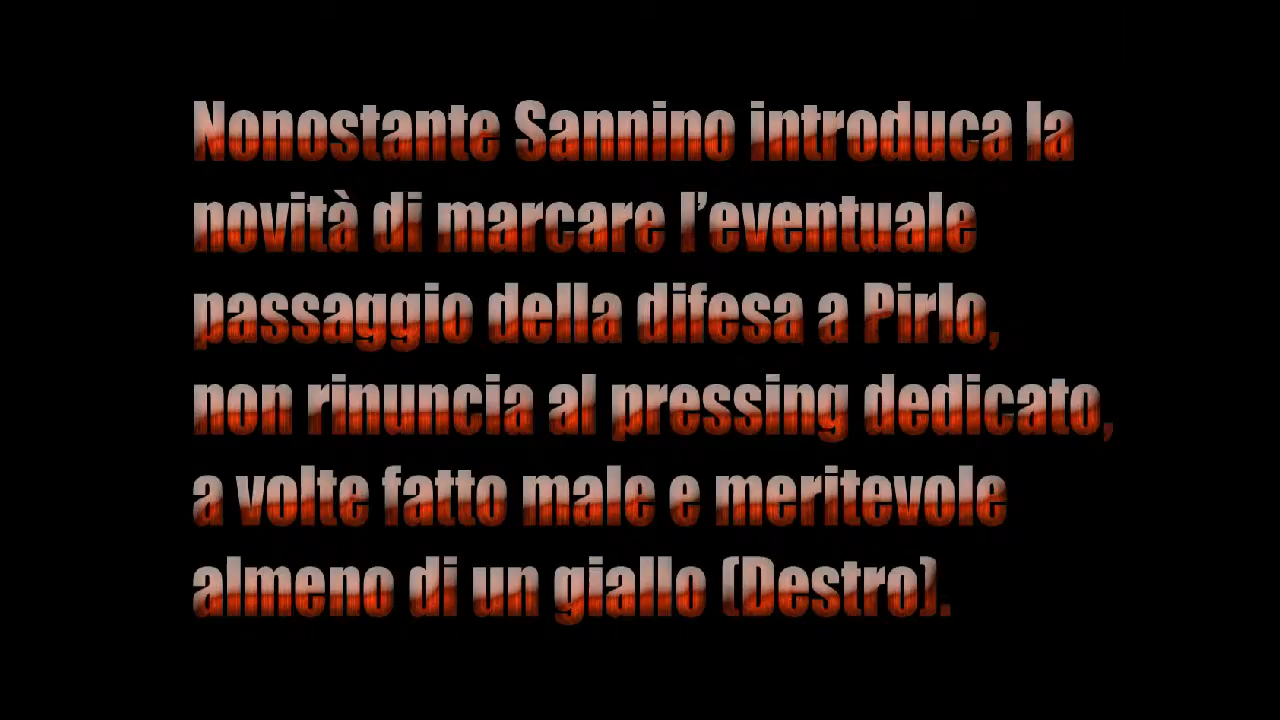 Nonostante Sannino introduca la
novità di marcare l’eventuale
passaggio della difesa a Pirlo,
non rinuncia al pressing dedicato,
a volte fatto male e meritevole
almeno di un giallo (Destro).